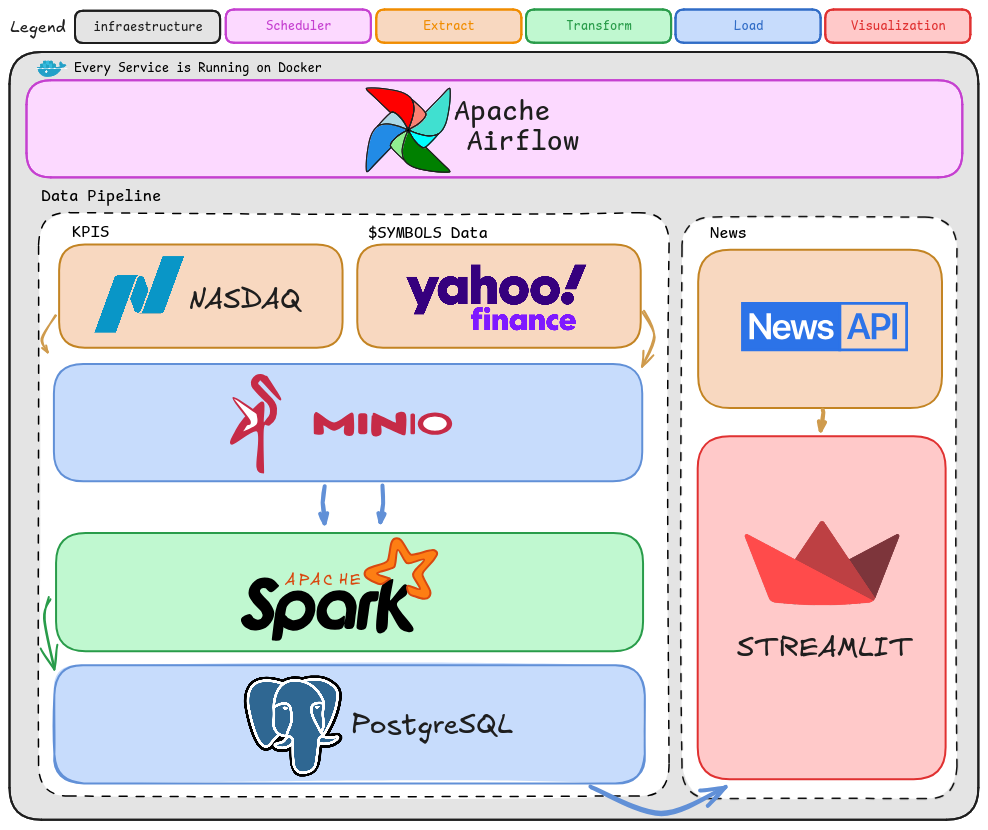 Legend
infraestructure
Scheduler
Extract
Transform
Load
Visualization
Every Service is Running on Docker
Apache
Airflow
Data Pipeline
KPIS
$SYMBOLS Data
News
NASDAQ
yahoo!
finance
News API
MINIO
APACHE
Spark
STREAMLIT
PostgreSQL